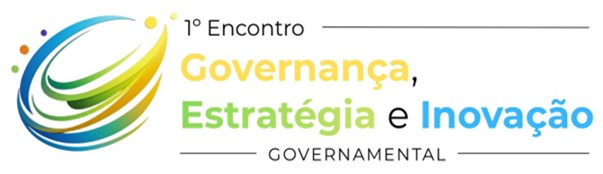 1º Encontro
Governança,
Estratégia e Inovação
GOVERNAMENTAL